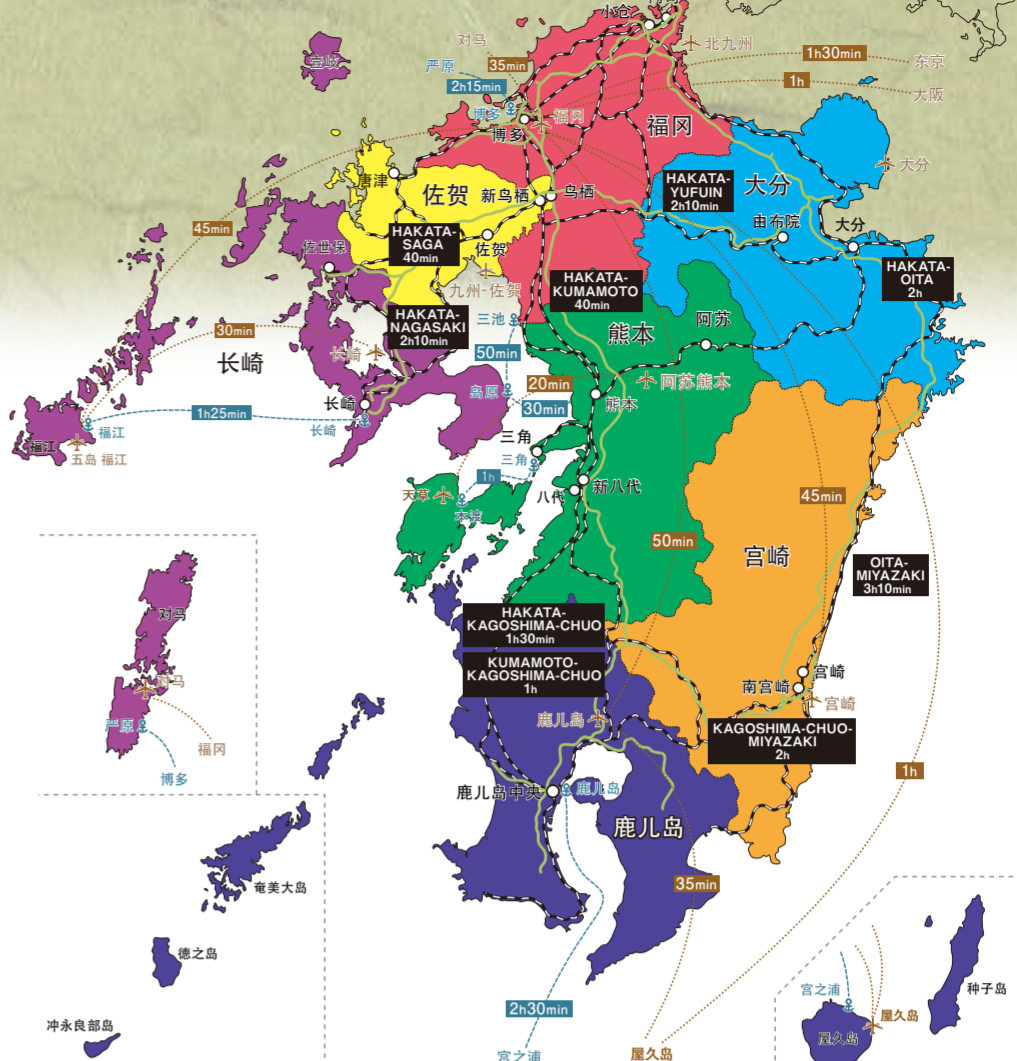 小仓
对马
北九州
1h30min
东京
壹岐
严原
35min
1h
大阪
2h15min
博多
福冈
博多
福冈
大分
唐津
佐贺
新鸟栖
鸟栖
HAKATA-
YUFUIN
2h10min
大分
由布院
大分
45min
佐世保
HAKATA-
SAGA
40min
佐贺
九州-佐贺
HAKATA-
KUMAMOTO
40min
HAKATA-
OITA
2h
HAKATA-
NAGASAKI
2h10min
三池
熊本
阿苏
30min
长崎
长崎
50min
岛原
20min
30min
阿苏熊本
熊本
长崎
长崎
1h25min
福江
福江
五岛 福江
三角
三角
1h
天草
本渡
八代
新八代
45min
50min
宫崎
OITA-
MIYAZAKI
3h10min
HAKATA-
KAGOSHIMA-CHUO
1h30min
KUMAMOTO-
KAGOSHIMA-CHUO
1h
对马
对马
严原
福冈
博多
宫崎
南宫崎
宫崎
鹿儿岛
KAGOSHIMA-CHUO-
MIYAZAKI
2h
1h
鹿儿岛中央
鹿儿岛
鹿儿岛
35min
奄美大岛
德之岛
冲永良部岛
2h30min
宫之浦
屋久岛
宫之浦
屋久岛
屋久岛
种子岛